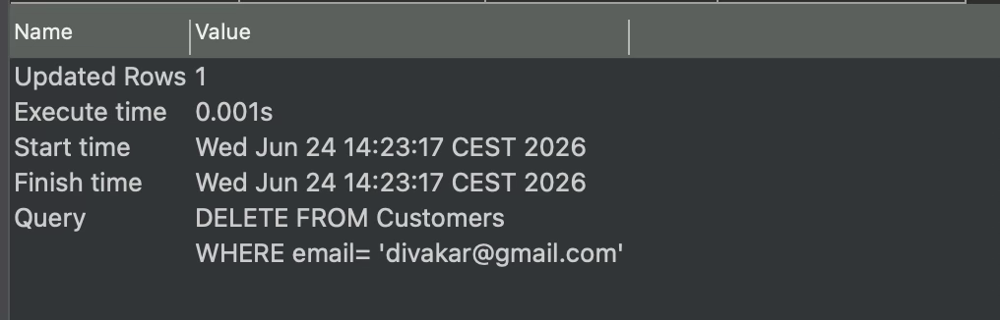 Name Value
Updated Rows 1
Execute time 0.001s
Start time Wed Jun 24 14:23:17 CEST 2026
Finish time Wed Jun 24 14:23:17 CEST 2026
Query DELETE FROM Customers
WHERE email= 'divakar@gmail.com'